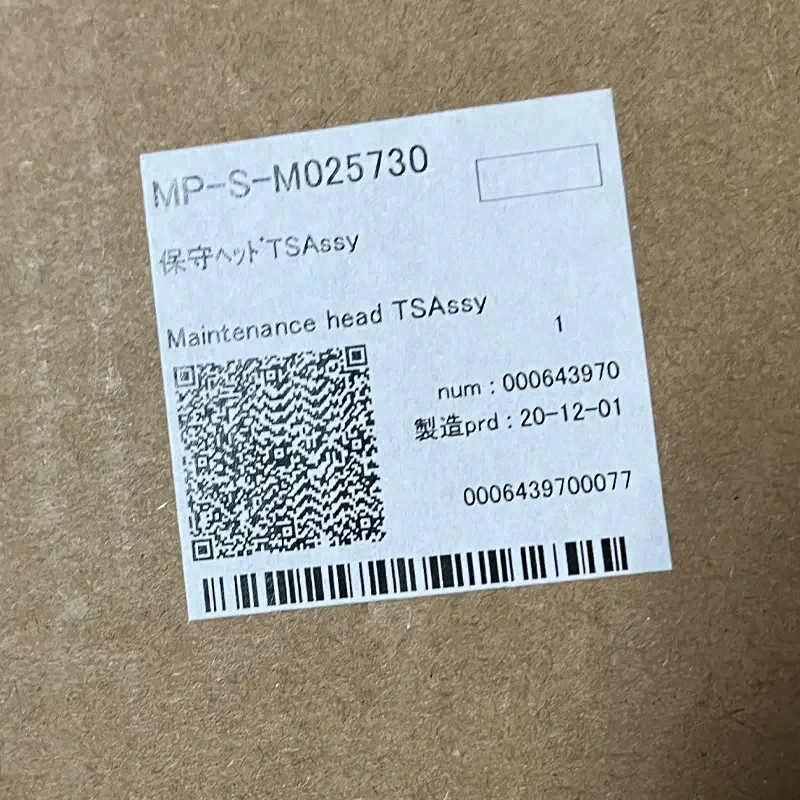 MP-S-M025730
保守ﾍｯﾄﾞTSAssy
Maintenance head TSAssy
1
num : 000643970
製造prd : 20-12-01
0006439700077